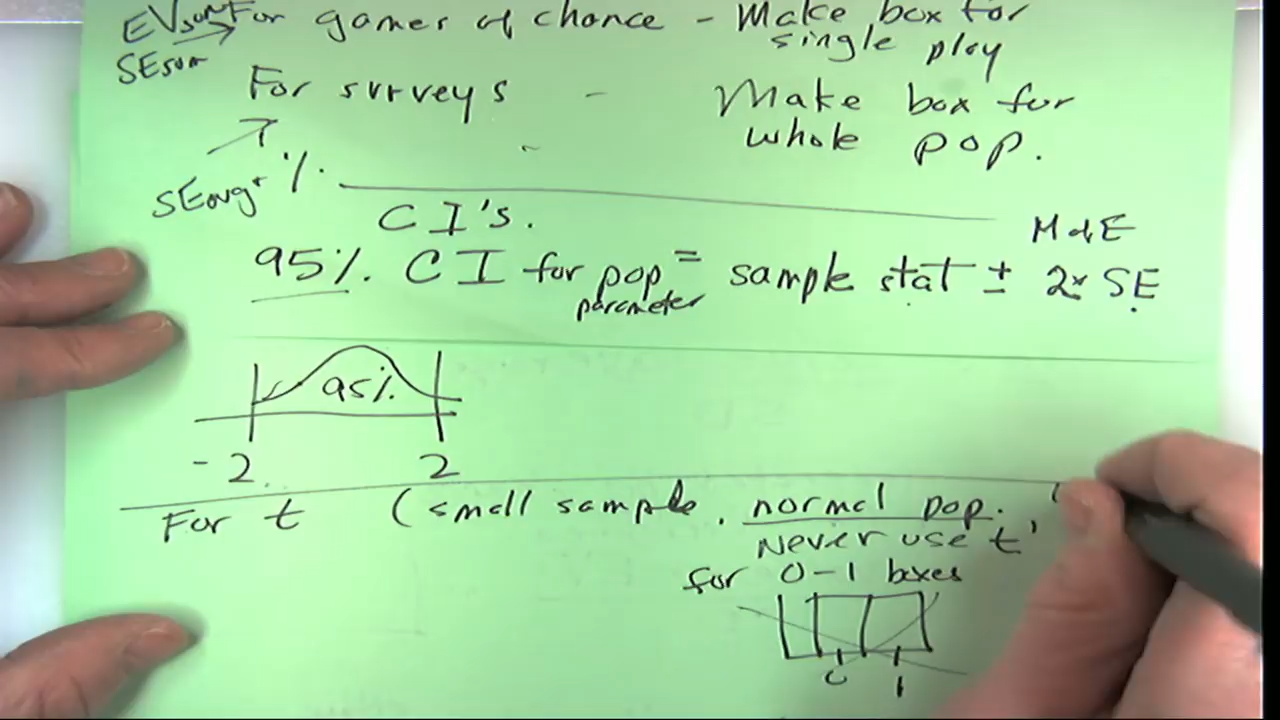 EVsum For games of chance - Make box for
SEsum single play
For surveys - Make box for
whole pop.
SEavg + %
CI's.
M of E
95% CI for pop = sample stat ± 2x SE
parameter
95%
-2 2
For t (small sample, normal pop.
Never use t
for 0-1 boxes
0 1